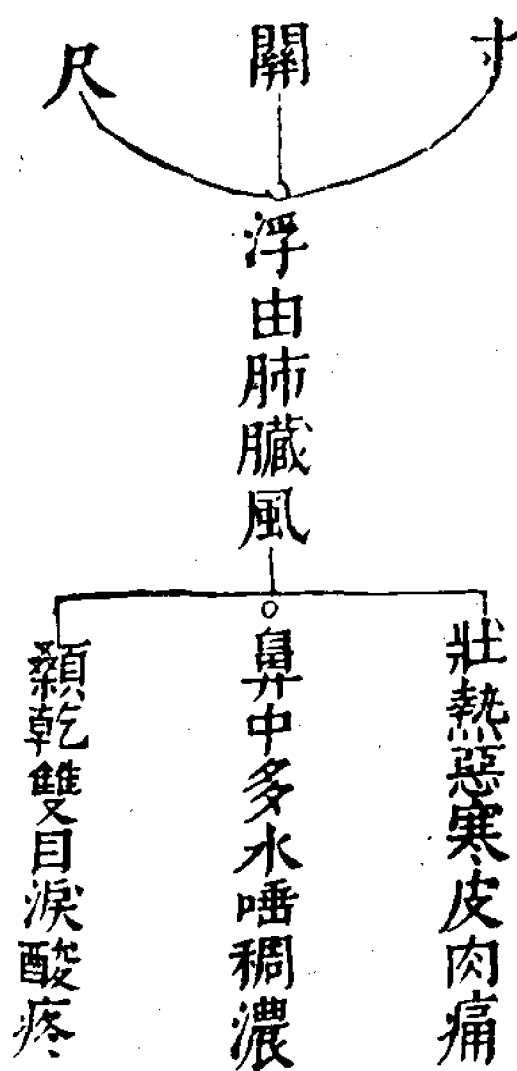 寸
關
尺
浮由肺臟風
壯熱惡寒皮肉痛
鼻中多水唾稠濃
顙乾雙目淚酸疼